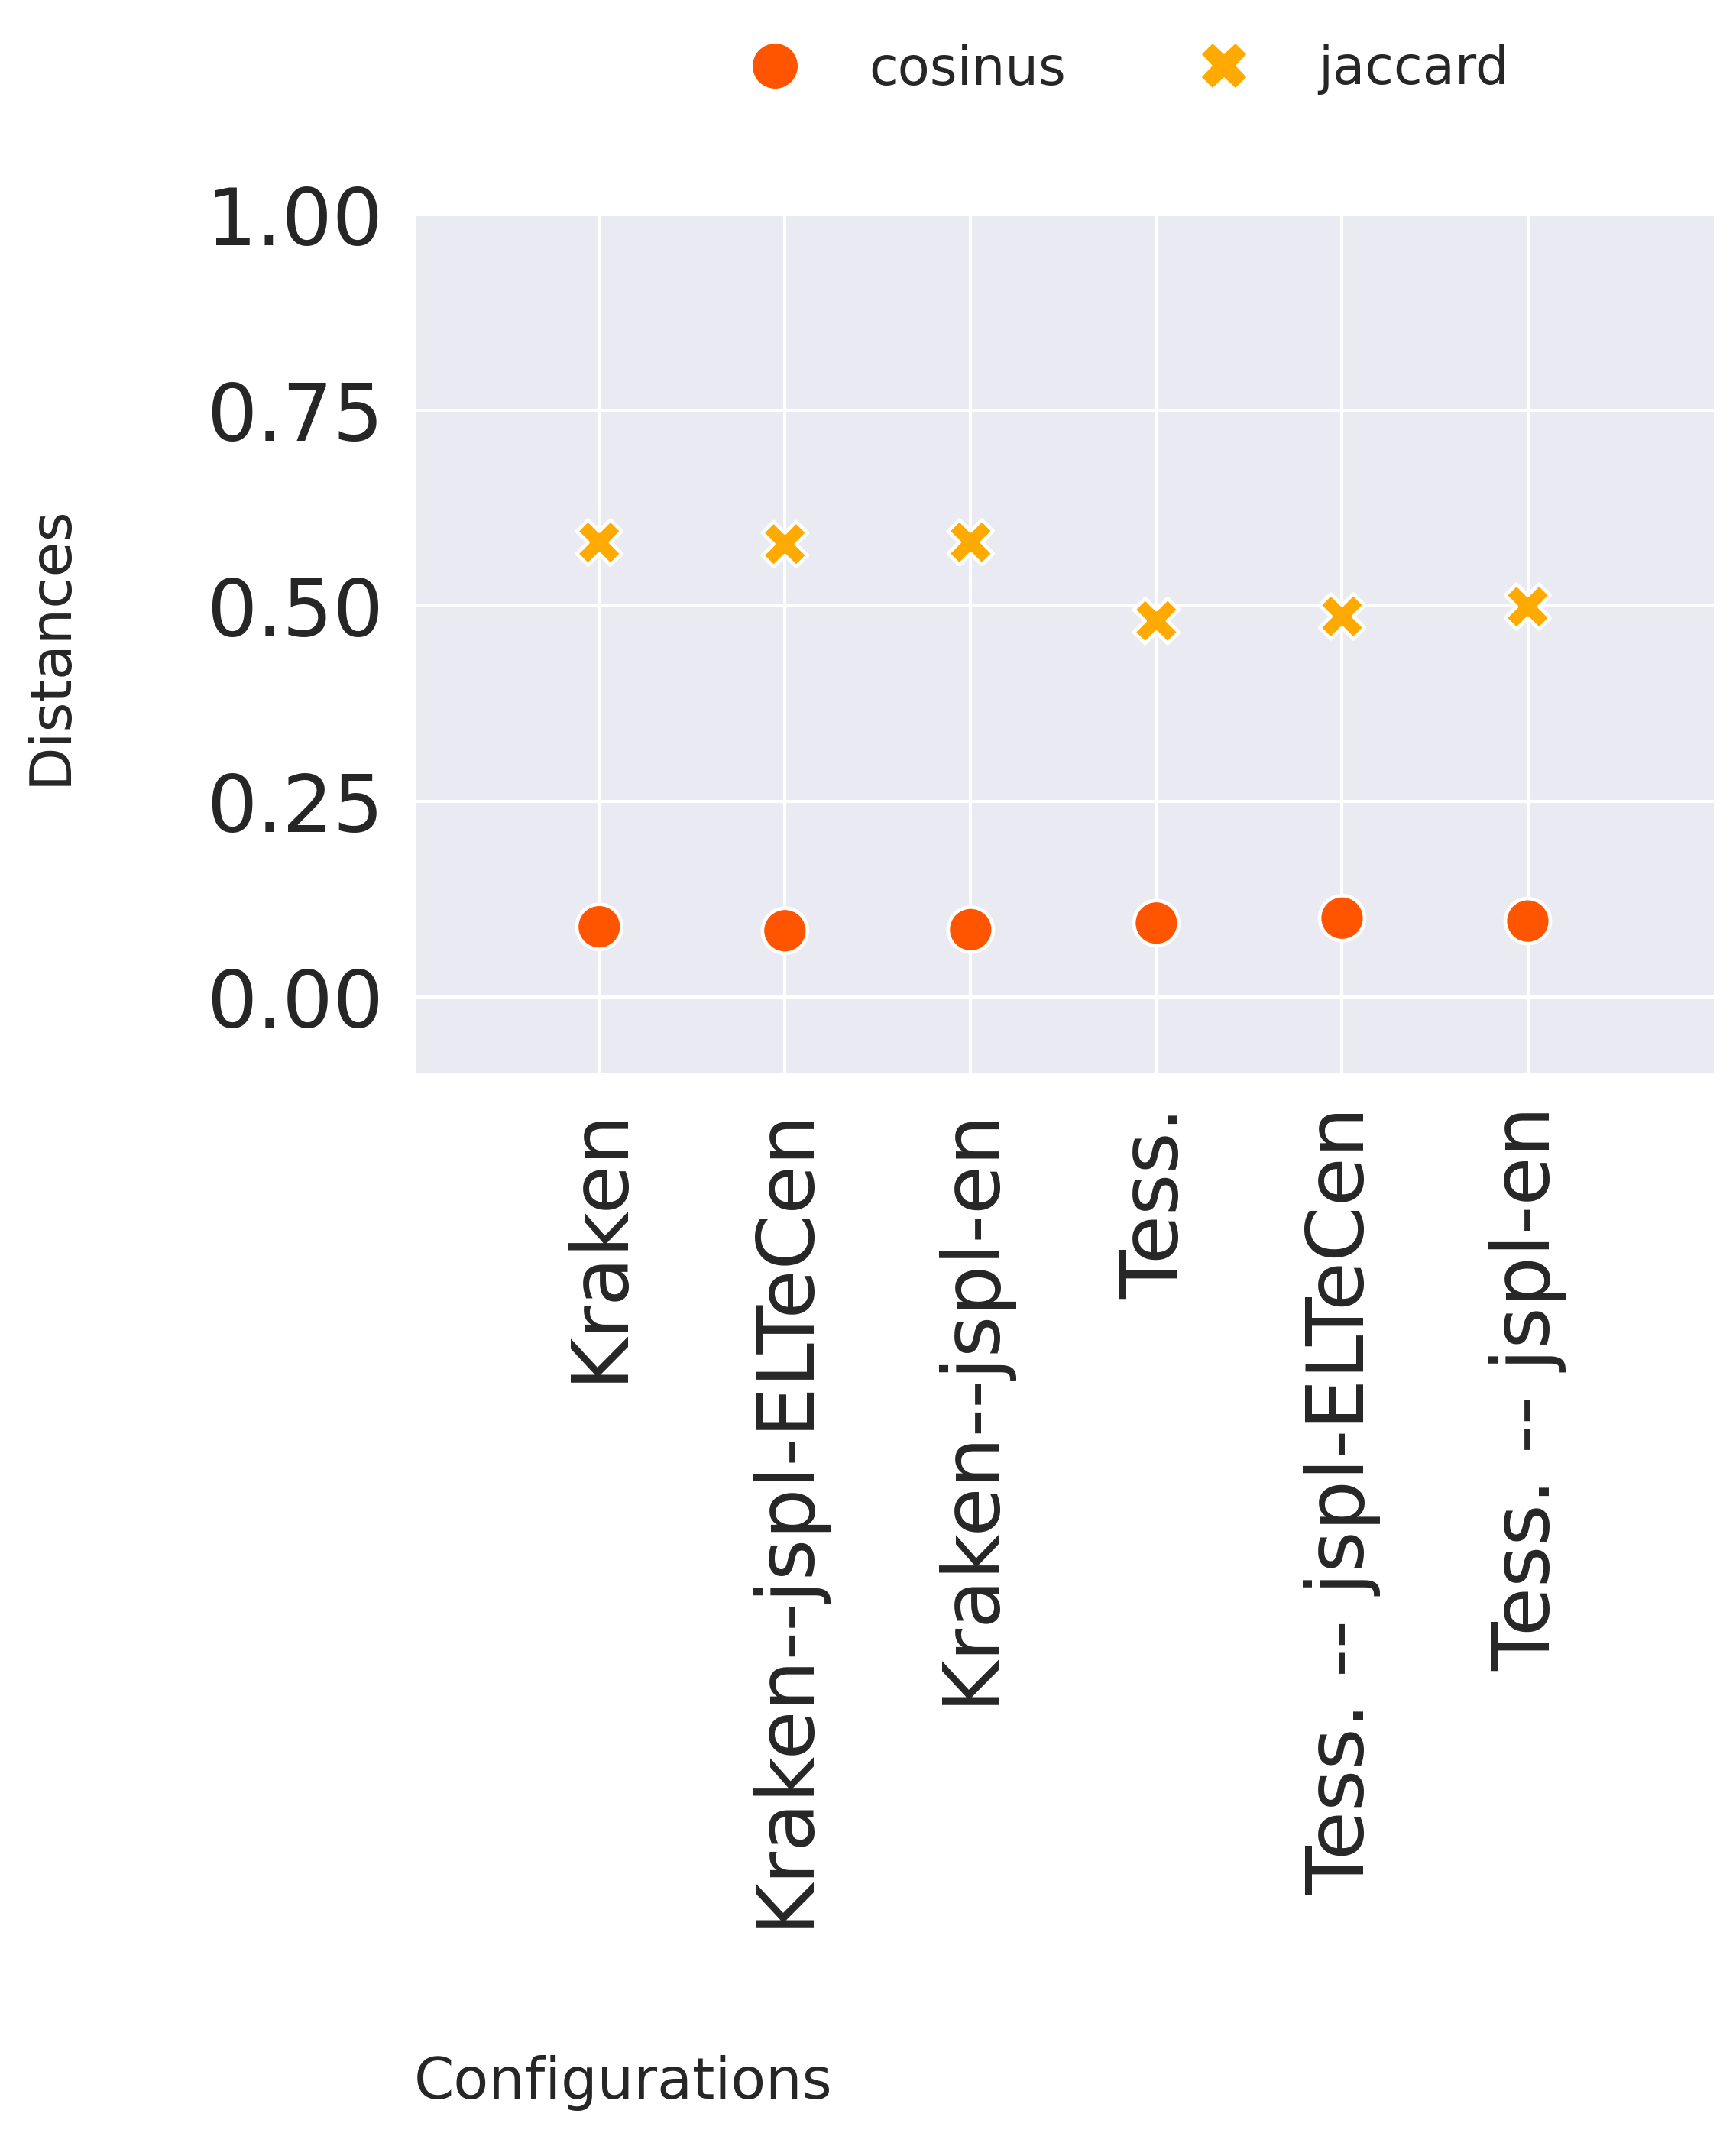 cosinus jaccard
1.00
0.75
0.50
0.25
0.00
Distances
Kraken
Kraken--jspl-ELTeCen
Kraken--jspl-en
Tess.
Tess. -- jspl-ELTeCen
Tess. -- jspl-en
Configurations